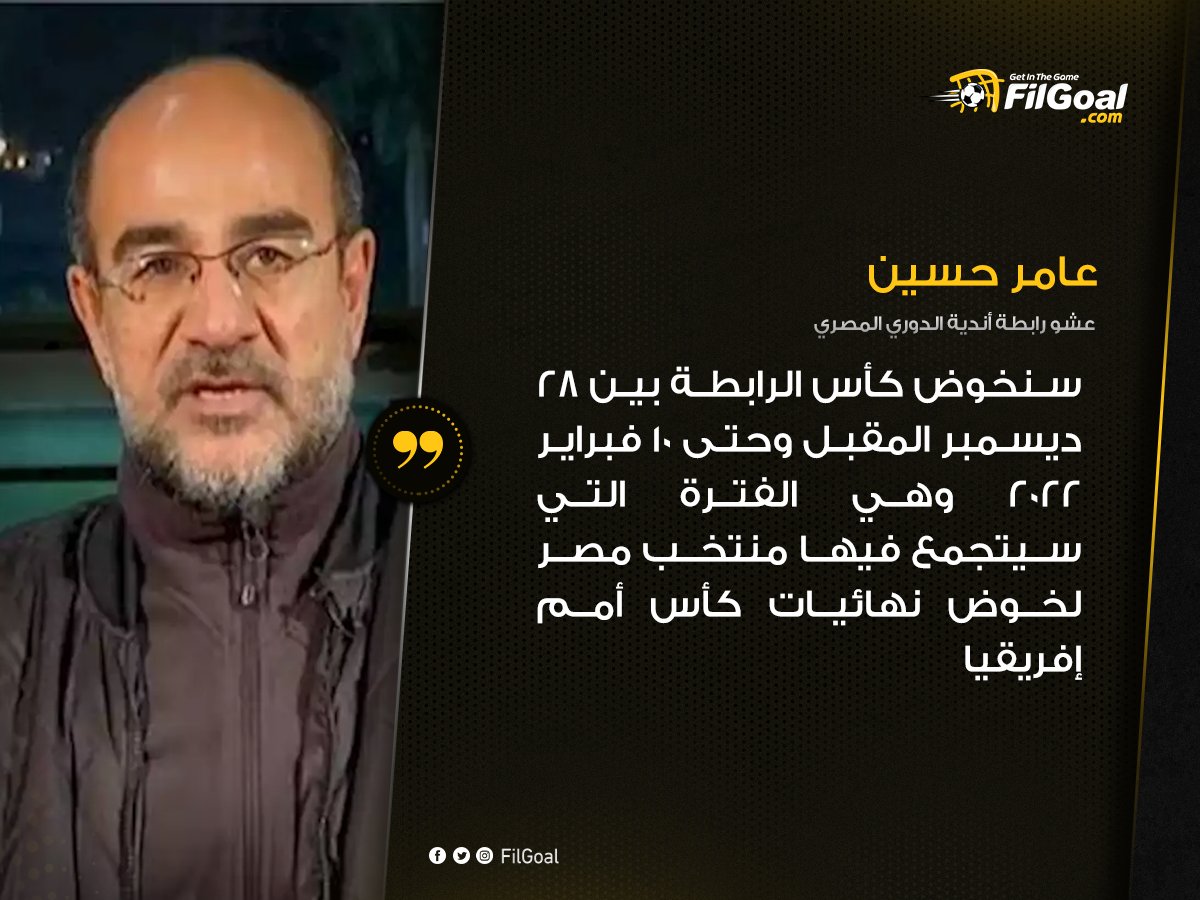 Get In The Game
FilGoal
.com
عامر حسين
عشو رابطة أندية الدوري المصري
سنخوض كأس الرابطة بين ٢٨
ديسمبر المقبل وحتى ١٠ فبراير
٢٠٢٢ وهي الفترة التي
سيتجمع فيها منتخب مصر
لخوض نهائيات كأس أمم
إفريقيا
FilGoal